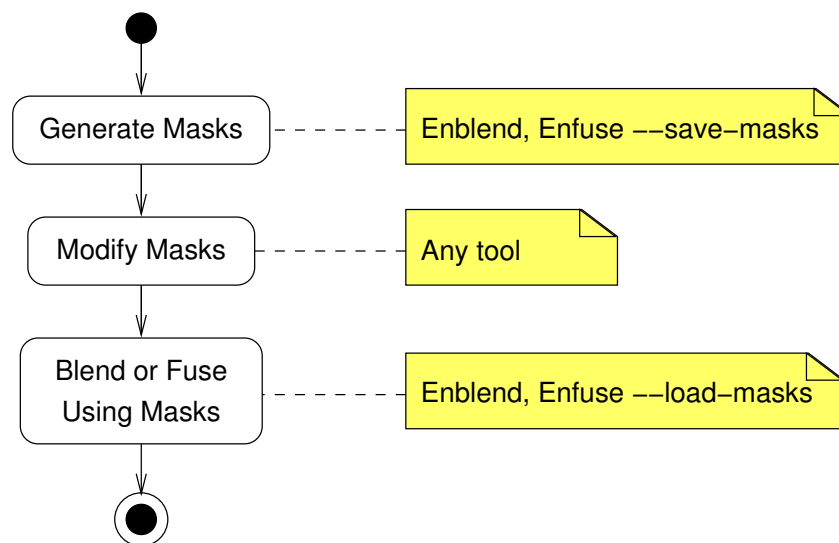 Generate Masks
Enblend, Enfuse −−save−masks
Modify Masks
Any tool
Blend or Fuse
Using Masks
Enblend, Enfuse −−load−masks